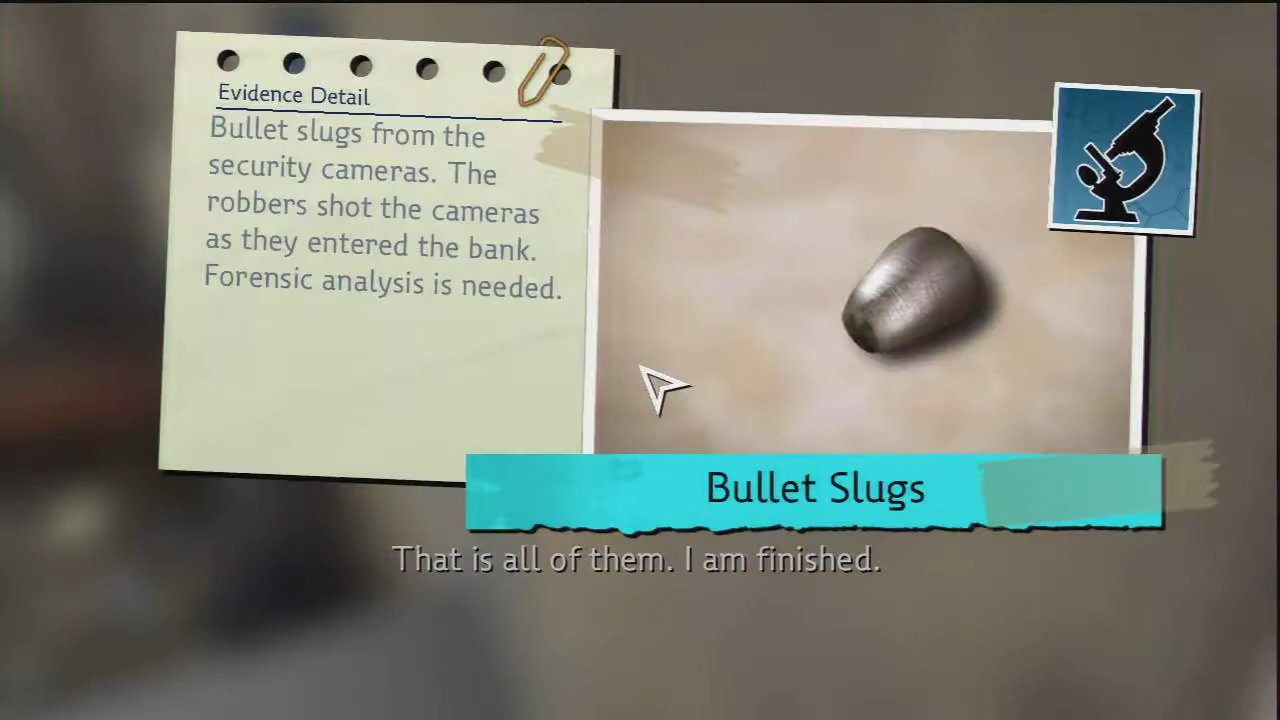 Evidence Detail
Bullet slugs from the
security cameras. The
robbers shot the cameras
as they entered the bank.
Forensic analysis is needed.
Bullet Slugs
That is all of them. I am finished.